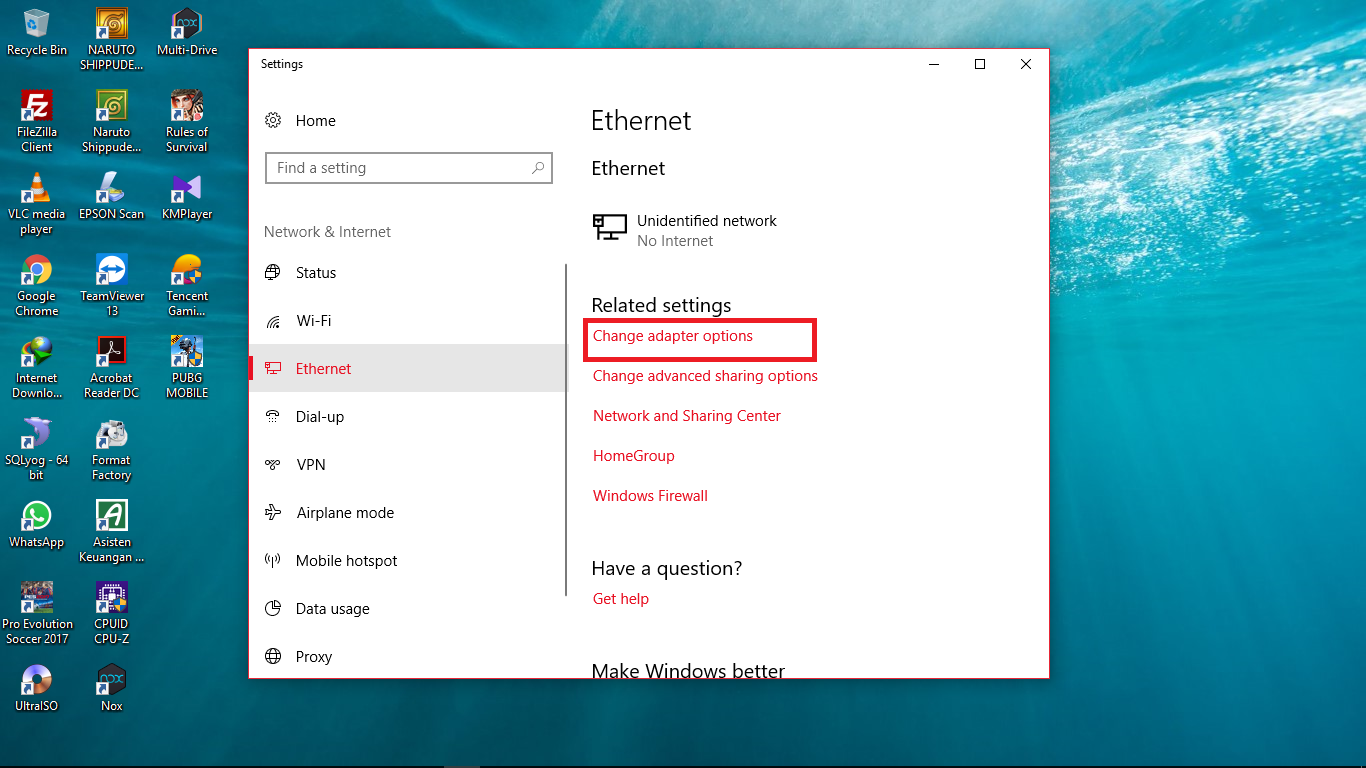 Recycle Bin
NARUTO
SHIPPUDE...
Multi-Drive
FileZilla
Client
Naruto
Shippude...
Rules of
Survival
VLC media
player
EPSON Scan
KMPlayer
Google
Chrome
TeamViewer
13
Tencent
Gami...
Internet
Downlo...
Acrobat
Reader DC
PUBG
MOBILE
SQLyog - 64
bit
Format
Factory
WhatsApp
Asisten
Keuangan ...
Pro Evolution
Soccer 2017
CPUID
CPU-Z
UltraISO
Nox
Settings
Home
Find a setting
Network & Internet
Status
Wi-Fi
Ethernet
Dial-up
VPN
Airplane mode
Mobile hotspot
Data usage
Proxy
Ethernet
Ethernet
Unidentified network
No Internet
Related settings
Change adapter options
Change advanced sharing options
Network and Sharing Center
HomeGroup
Windows Firewall
Have a question?
Get help
Make Windows better